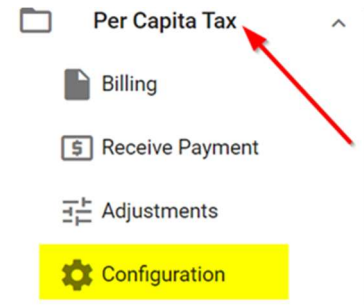 Per Capita Tax
Billing
$ Receive Payment
Adjustments
Configuration